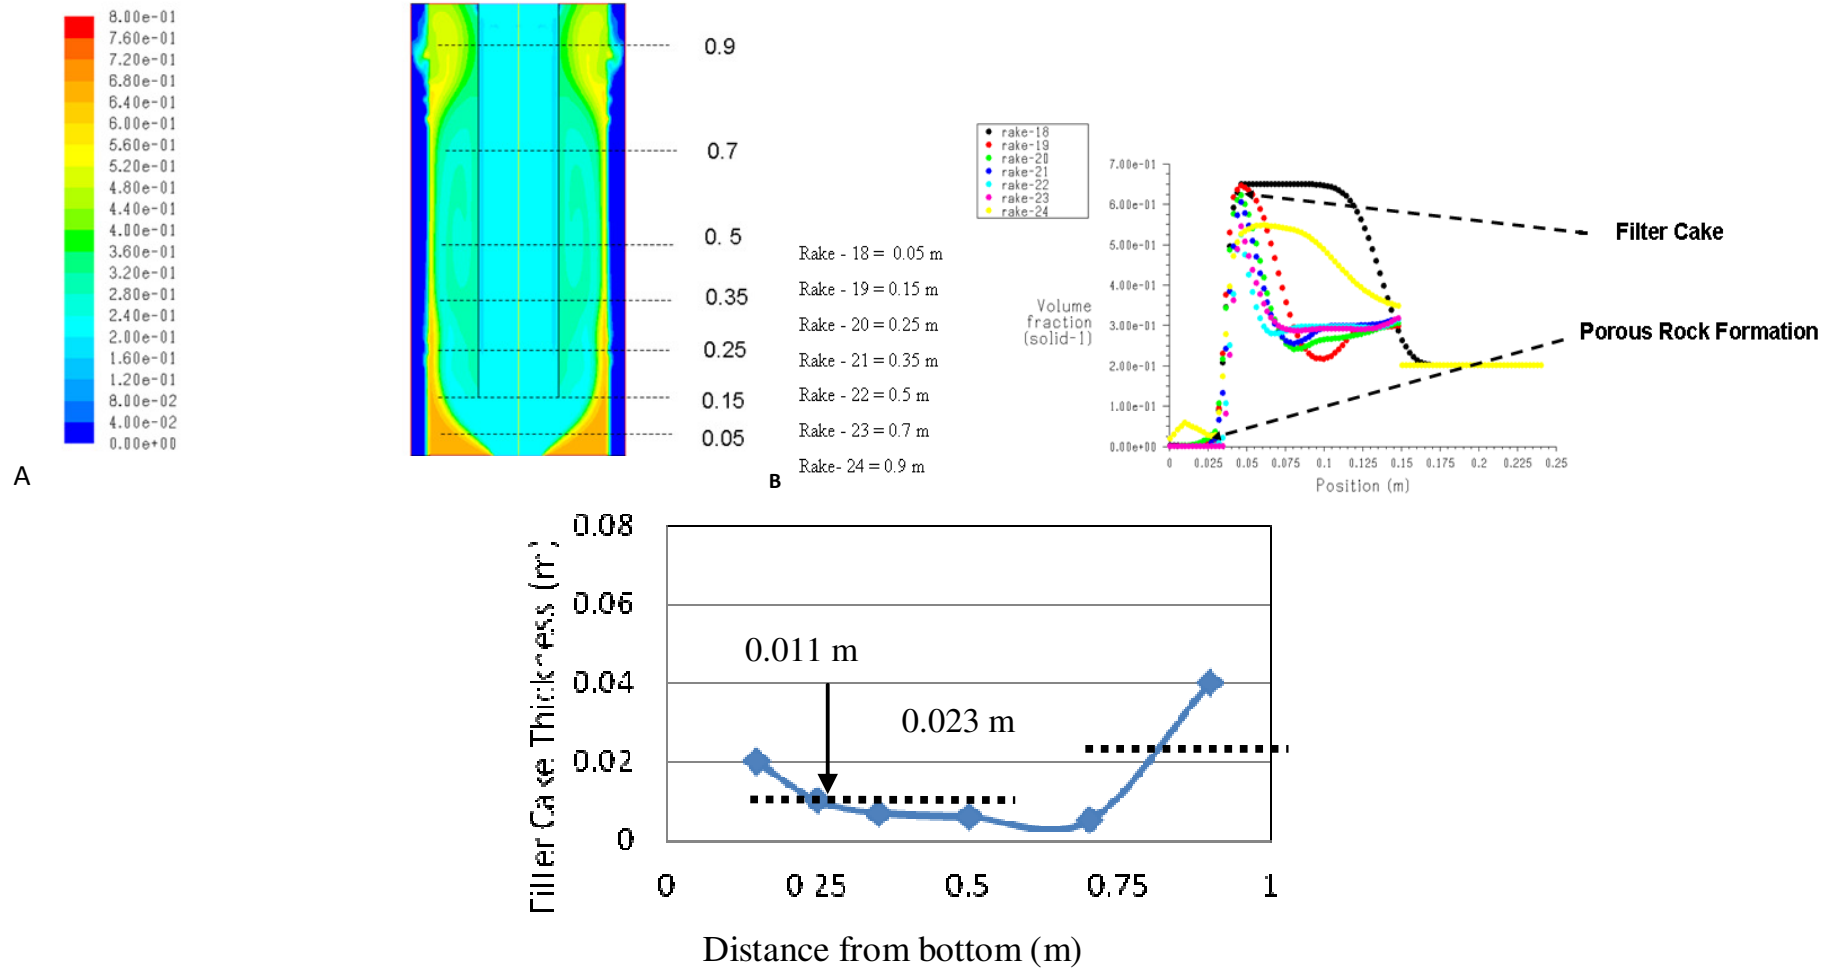 8.00e-01
7.60e-01
7.20e-01
6.80e-01
6.40e-01
6.00e-01
5.20e-01
4.80e-01
4.40e-01
3.60e-01
3.20e-01
2.80e-01
2.40e-01
2.00e-01
1.60e-01
1.20e-01
8.00e-02
4.00e-02
0.00e+00
A
0.9
0.7
0. 5
0.35
0.25
0.15
0.05
Rake - 18 = 0.05 m
Rake - 19 = 0.15 m
Rake - 20 = 0.25 m
Rake - 21 = 0.35 m
Rake - 22 = 0.5 m
Rake - 23 = 0.7 m
Rake- 24 = 0.9 m
B
rake-18
rake-19
rake-20
rake-21
rake-22
rake-23
rake-24
7.00e-01
6.00e-01
5.00e-01
4.00e-01
3.00e-01
2.00e-01
1.00e-01
0.00e+00
Volume
fraction
(solid-1)
0 0.025 0.05 0.075 0.1 0.125 0.15 0.175 0.2 0.225 0.25
Position (m)
Filter Cake
Porous Rock Formation
Filler Cake Thickcess (m)
0.08
0.06
0.04
0.02
0
0.011 m
0.023 m
0 0 25 0.5 0.75 1
Distance from bottom (m)